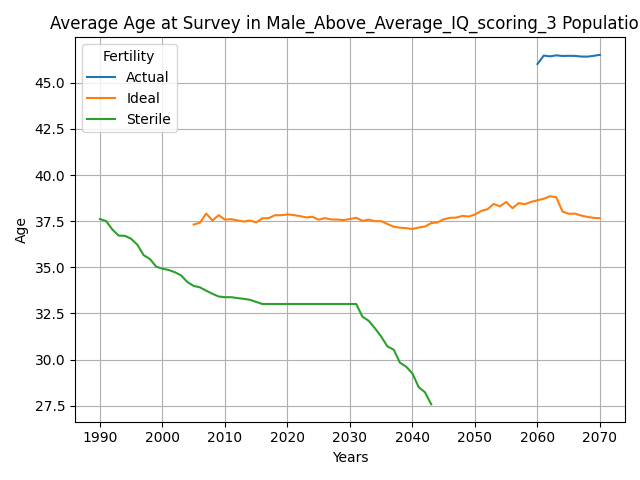 Average Age at Survey in Male_Above_Average_IQ_scoring_3 Populatio
Fertility
Actual
Ideal
Sterile
45.0
42.5
40.0
37.5
35.0
32.5
30.0
27.5
Age
1990 2000 2010 2020 2030 2040 2050 2060 2070
Years